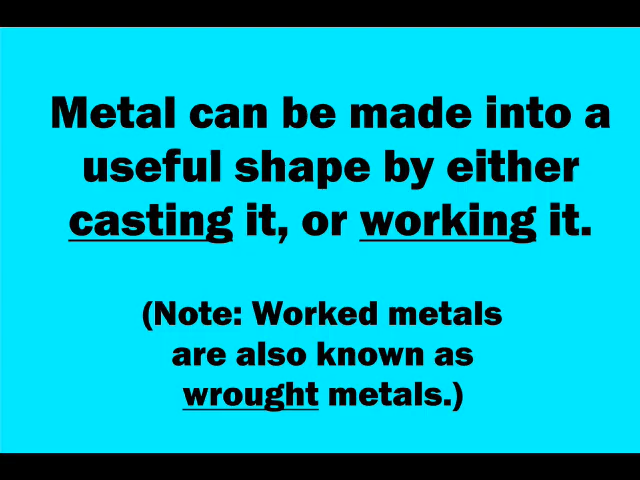 Metal can be made into a
useful shape by either
casting it, or working it.
(Note: Worked metals
are also known as
wrought metals.)